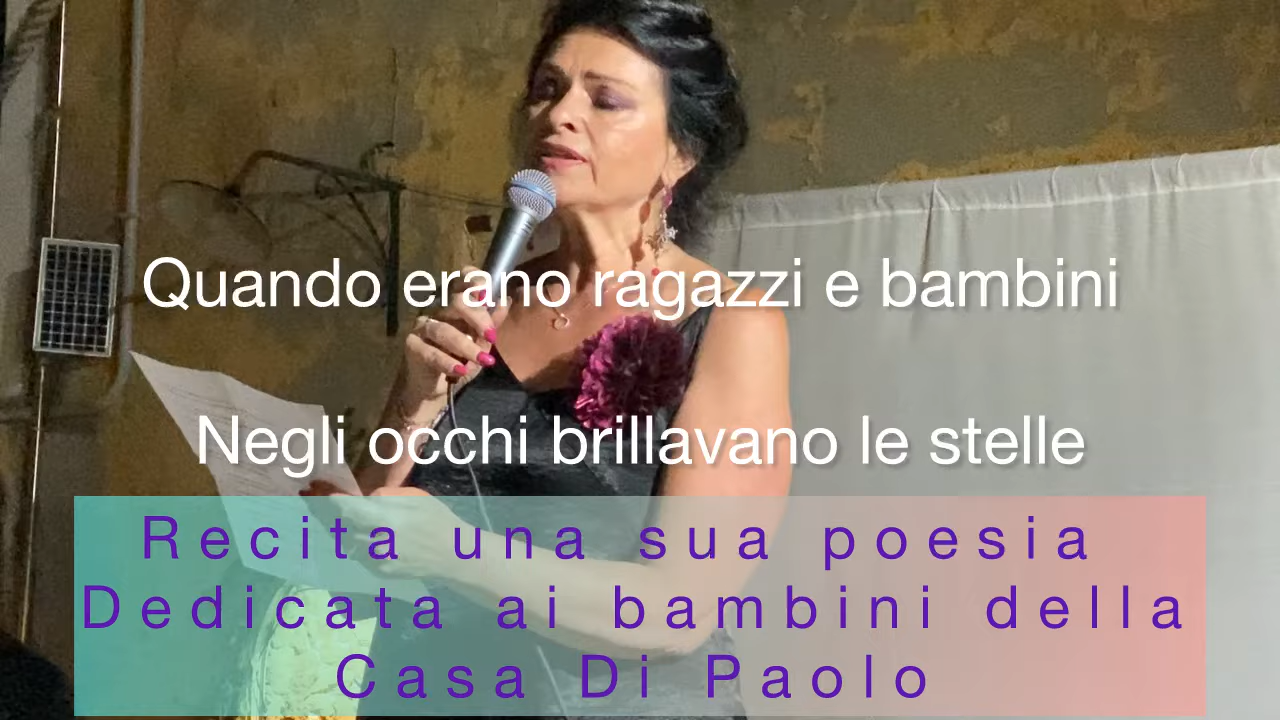 Quando erano ragazzi e bambini
Negli occhi brillavano le stelle
Recita una sua poesia
Dedicata ai bambini della
Casa Di Paolo